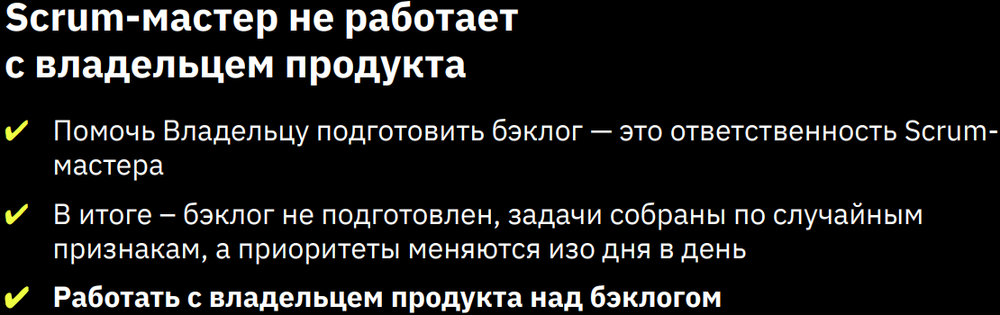 Scrum-мастер не работает
с владельцем продукта
✔ Помочь Владельцу подготовить бэклог — это ответственность Scrum-
мастера
✔ В итоге – бэклог не подготовлен, задачи собраны по случайным
признакам, а приоритеты меняются изо дня в день
✔ Работать с владельцем продукта над бэклогом